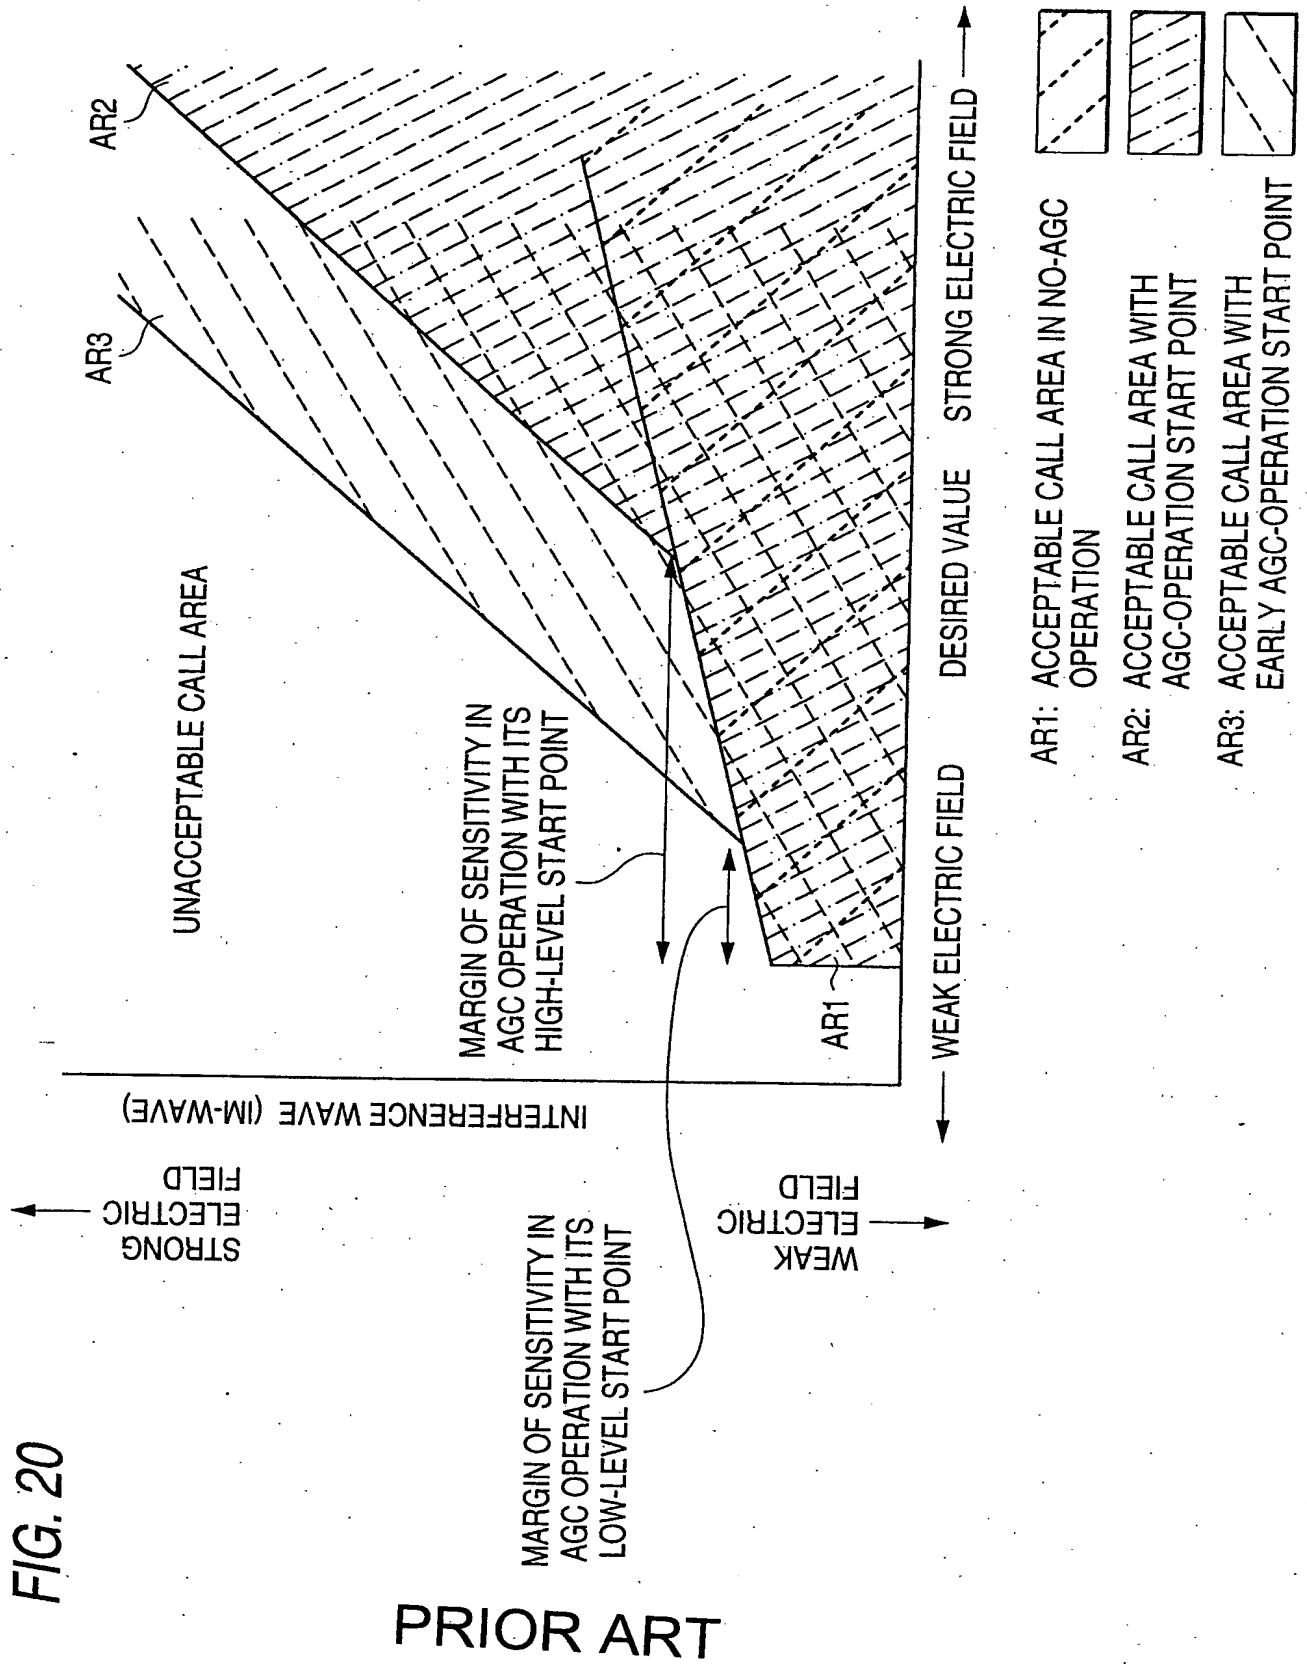 FIG. 20
PRIOR ART
STRONG
ELECTRIC
FIELD
INTERFERENCE WAVE (IM-WAVE)
WEAK
ELECTRIC
FIELD
UNACCEPTABLE CALL AREA
AR3
AR2
MARGIN OF SENSITIVITY IN
AGC OPERATION WITH ITS
HIGH-LEVEL START POINT
MARGIN OF SENSITIVITY IN
AGC OPERATION WITH ITS
LOW-LEVEL START POINT
AR1
WEAK ELECTRIC FIELD
DESIRED VALUE
STRONG ELECTRIC FIELD
AR1: ACCEPTABLE CALL AREA IN NO-AGC
OPERATION
AR2: ACCEPTABLE CALL AREA WITH
AGC-OPERATION START POINT
AR3: ACCEPTABLE CALL AREA WITH
EARLY AGC-OPERATION START POINT